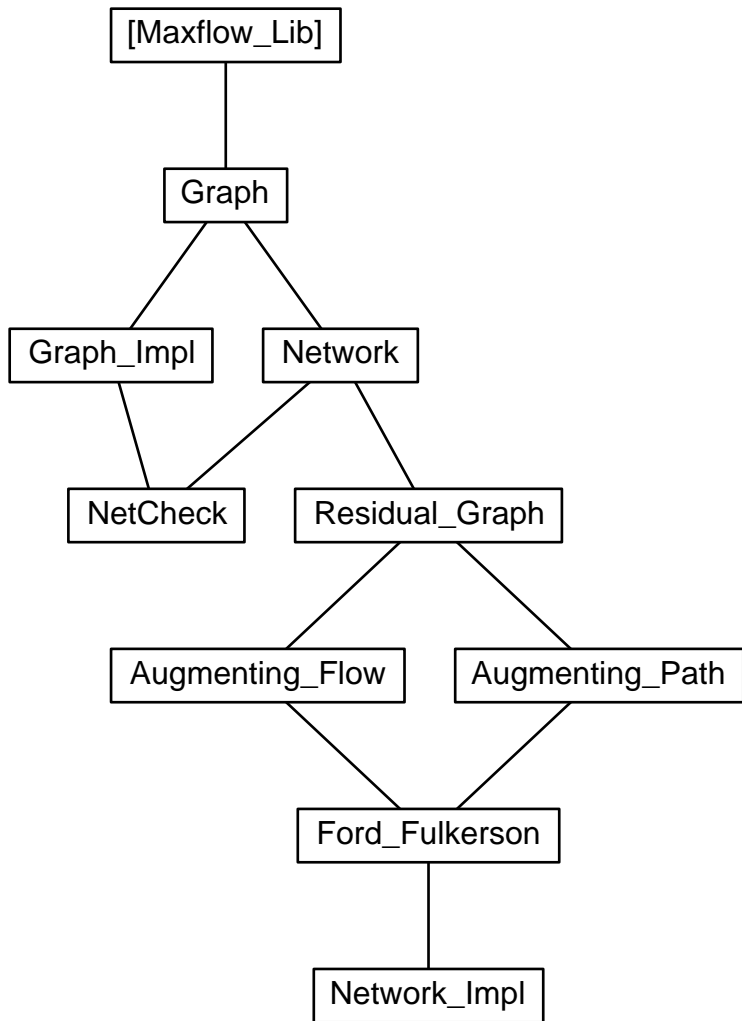 [Maxflow_Lib]
Graph
Graph_Impl
Network
NetCheck
Residual_Graph
Augmenting_Flow
Augmenting_Path
Ford_Fulkerson
Network_Impl